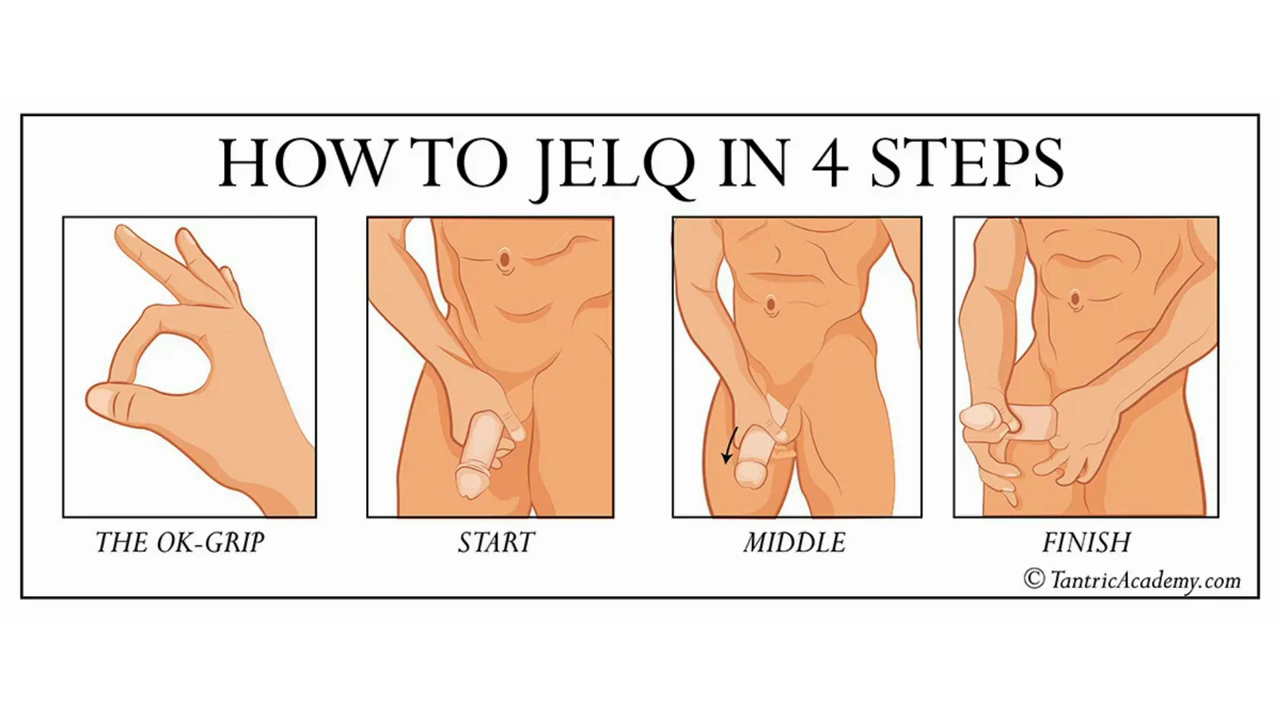 HOW TO JELQ IN 4 STEPS
THE OK-GRIP
START
MIDDLE
FINISH
© TantricAcademy.com